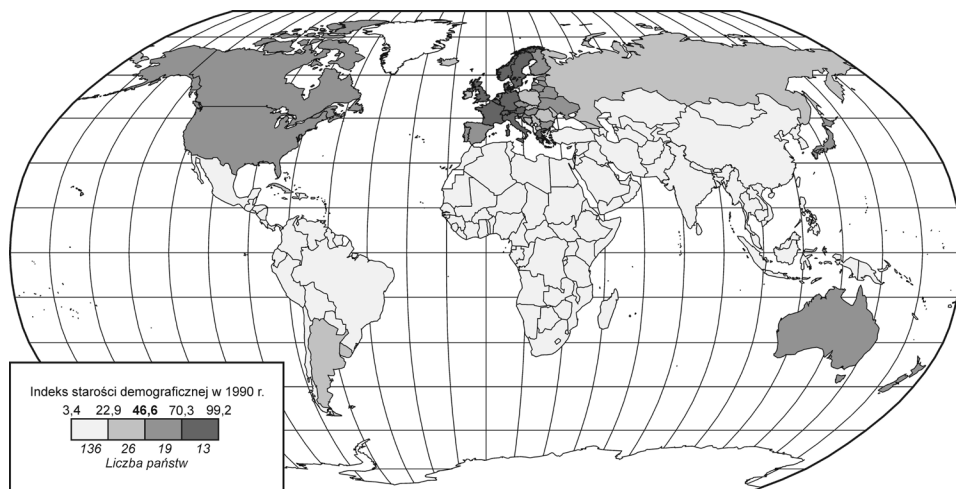 Indeks starości demograficznej w 1990 r.
3,4 22,9 46,6 70,3 99,2
136 26 19 13
Liczba państw